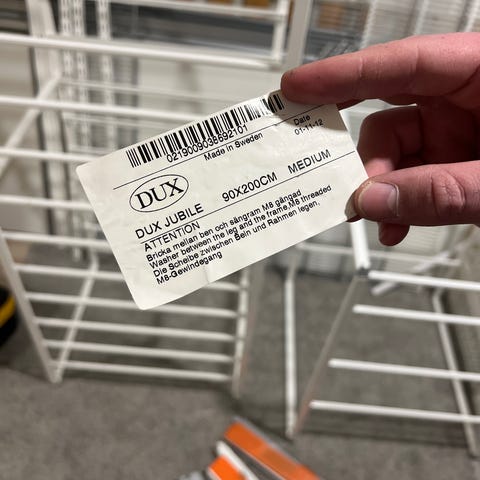 0219009038692101
Made in Sweden
Date
01-11-12
DUX
DUX JUBILE 90X200CM MEDIUM
ATTENTION
Bricka mellan ben och sängram M8 gängad
Washer between the leg and the frame,M8 threaded
Die Scheibe zwischen Bein und Rahmen legen,
M8-Gewindegang